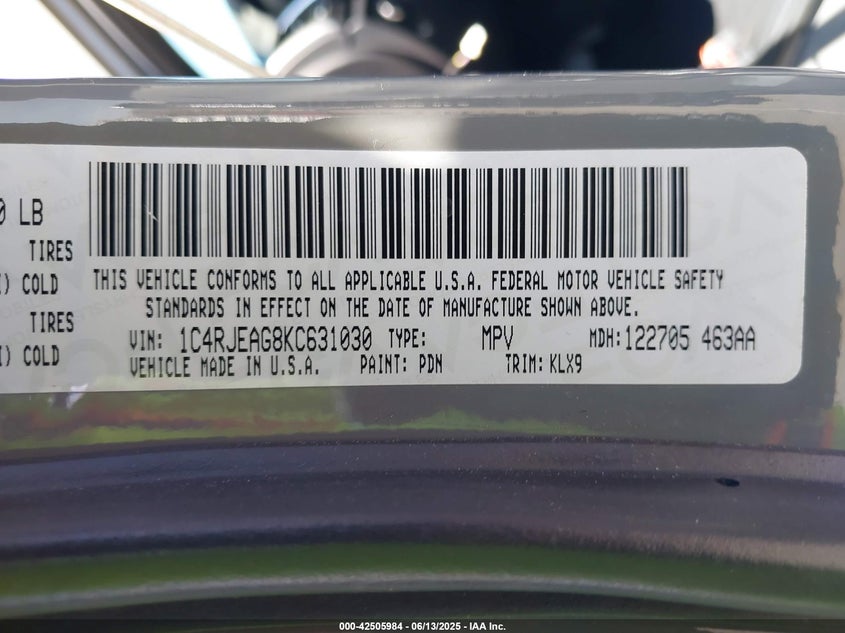 0 LB
TIRES
) COLD
TIRES
) COLD
THIS VEHICLE CONFORMS TO ALL APPLICABLE U.S.A. FEDERAL MOTOR VEHICLE SAFETY
STANDARDS IN EFFECT ON THE DATE OF MANUFACTURE SHOWN ABOVE.
VIN: 1C4RJEAG8KC631030 TYPE: MPV MDH: 122705 463AA
VEHICLE MADE IN U.S.A. PAINT: PDN TRIM: KLX9
000-42505984 - 06/13/2025 - IAA Inc.